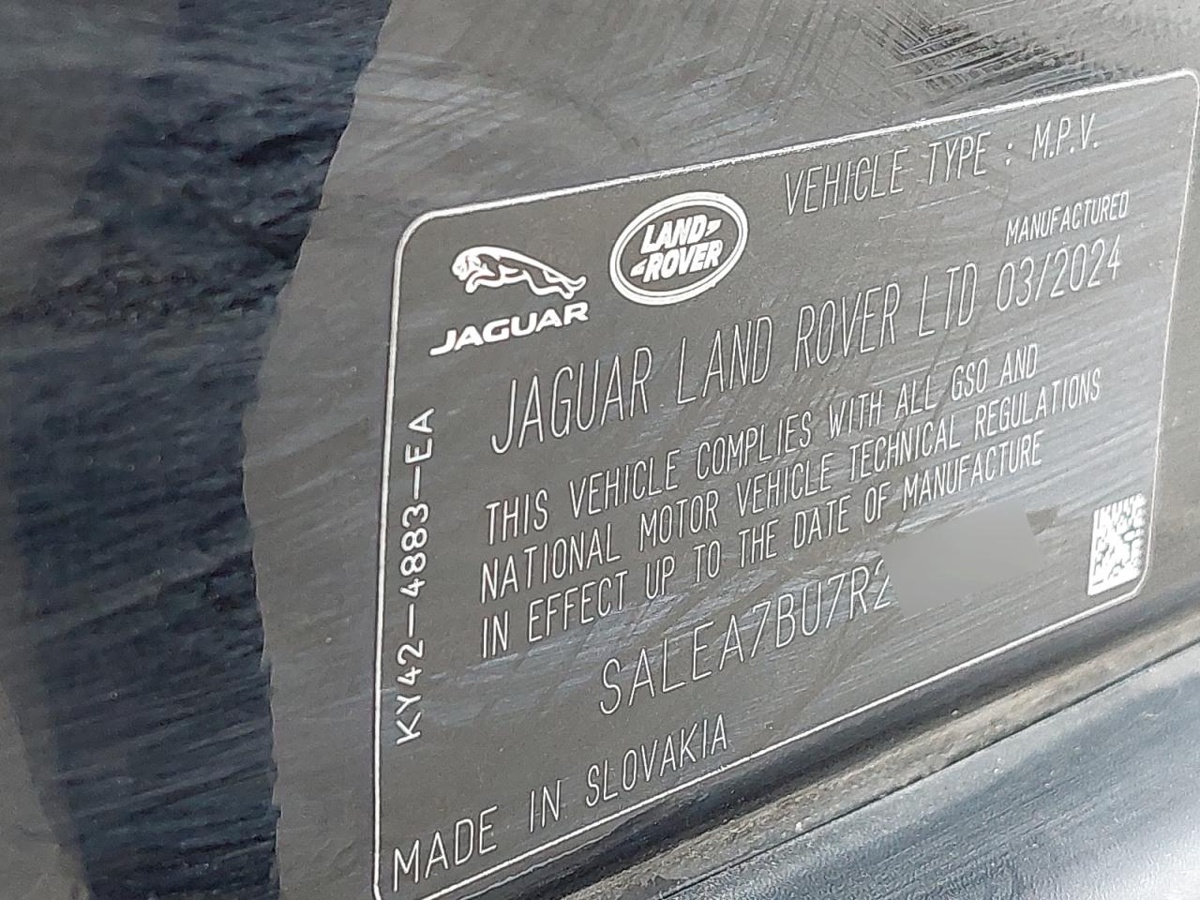 VEHICLE TYPE : M.P.V.
LAND
ROVER
JAGUAR
MANUFACTURED
JAGUAR LAND ROVER LTD 03/2024
THIS VEHICLE COMPLIES WITH ALL GSO AND
NATIONAL MOTOR VEHICLE TECHNICAL REGULATIONS
IN EFFECT UP TO THE DATE OF MANUFACTURE
SALEA7BU7R2
MADE IN SLOVAKIA
KY42-4883-EA